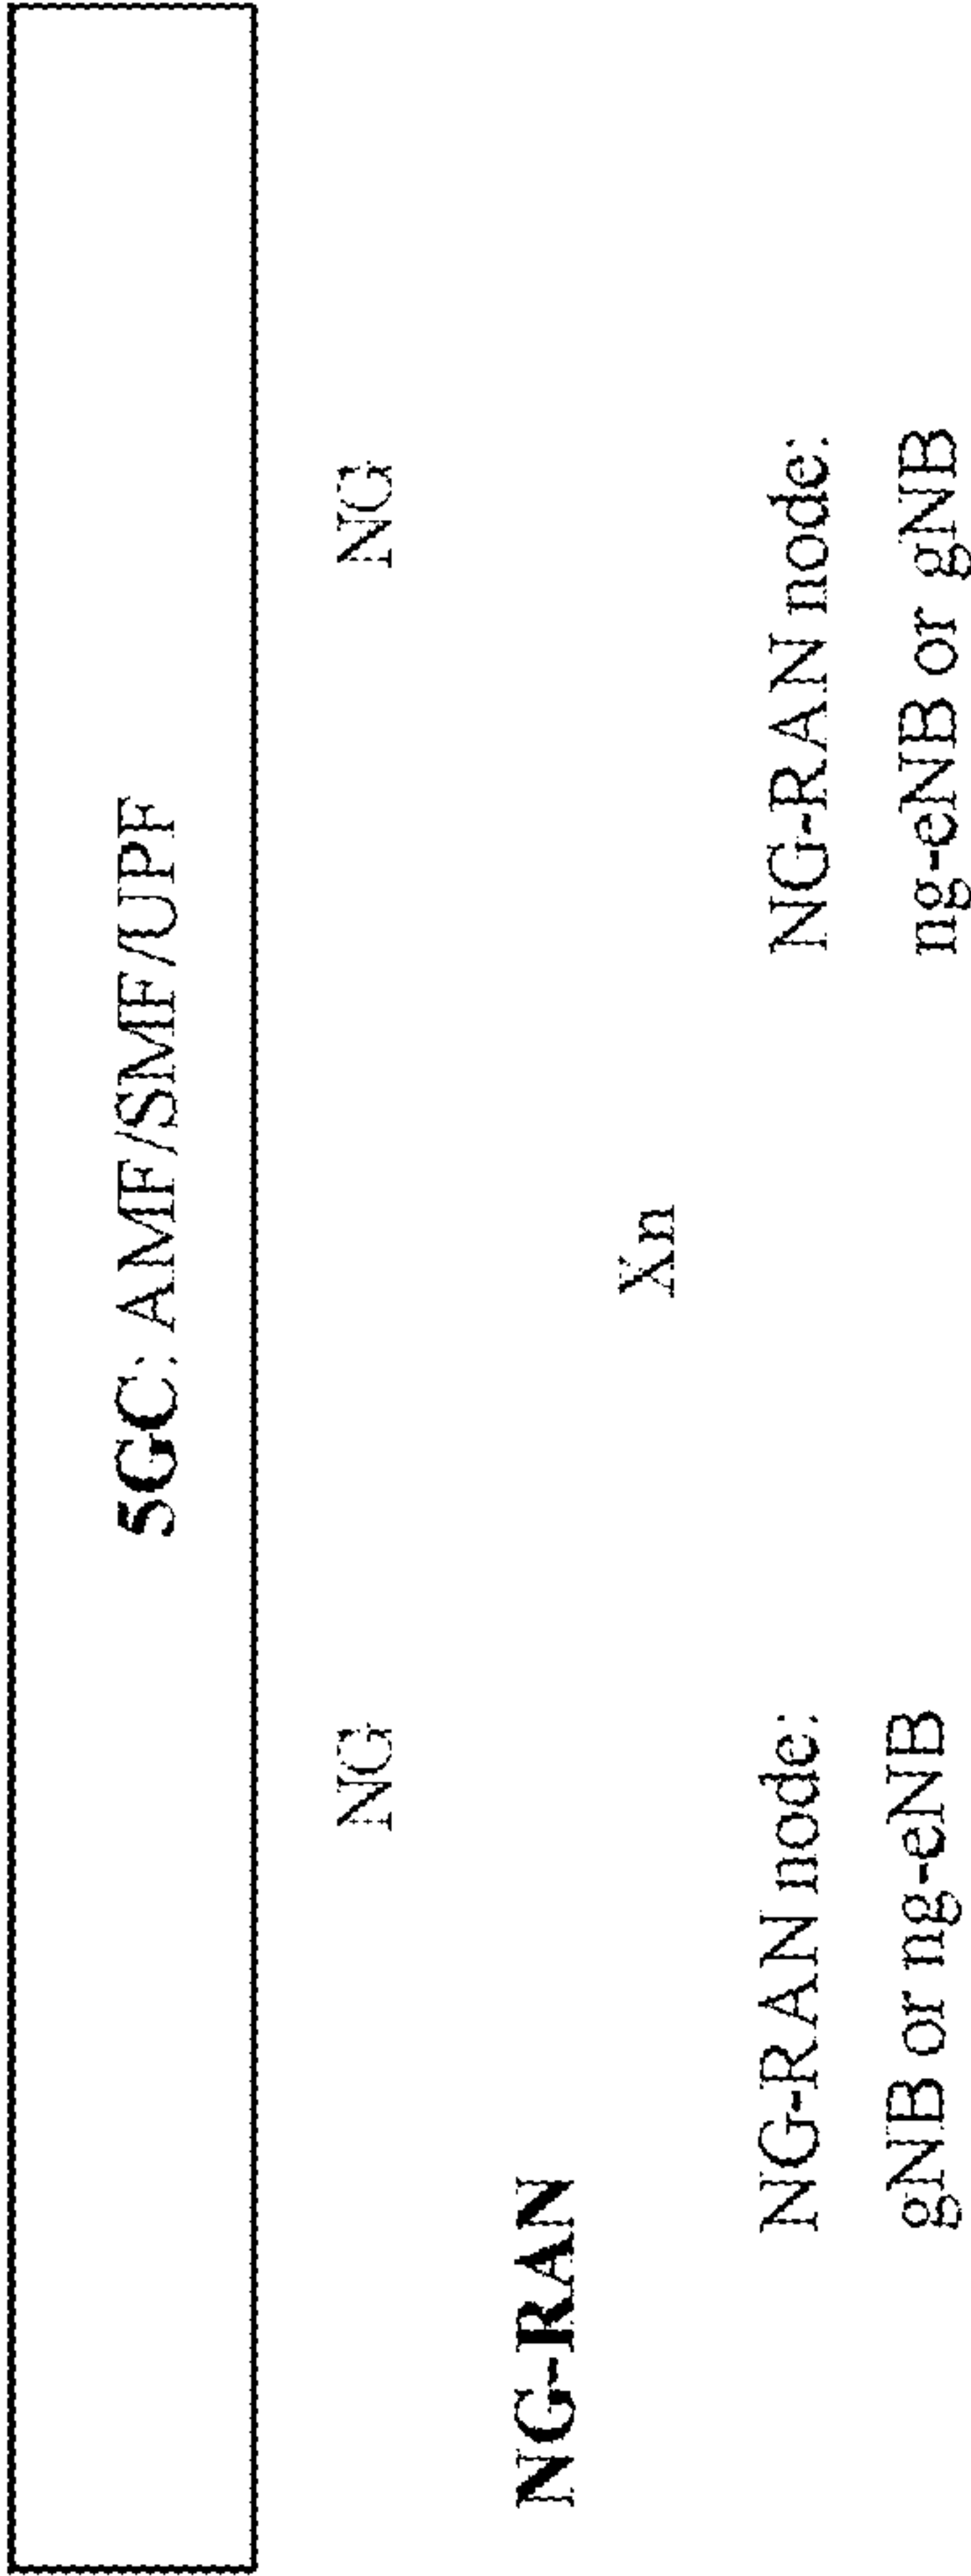 5GC: AMF/SMF/UPF
NG
NG
NG-RAN
Xn
NG-RAN node:
gNB or ng-eNB
NG-RAN node:
ng-eNB or gNB